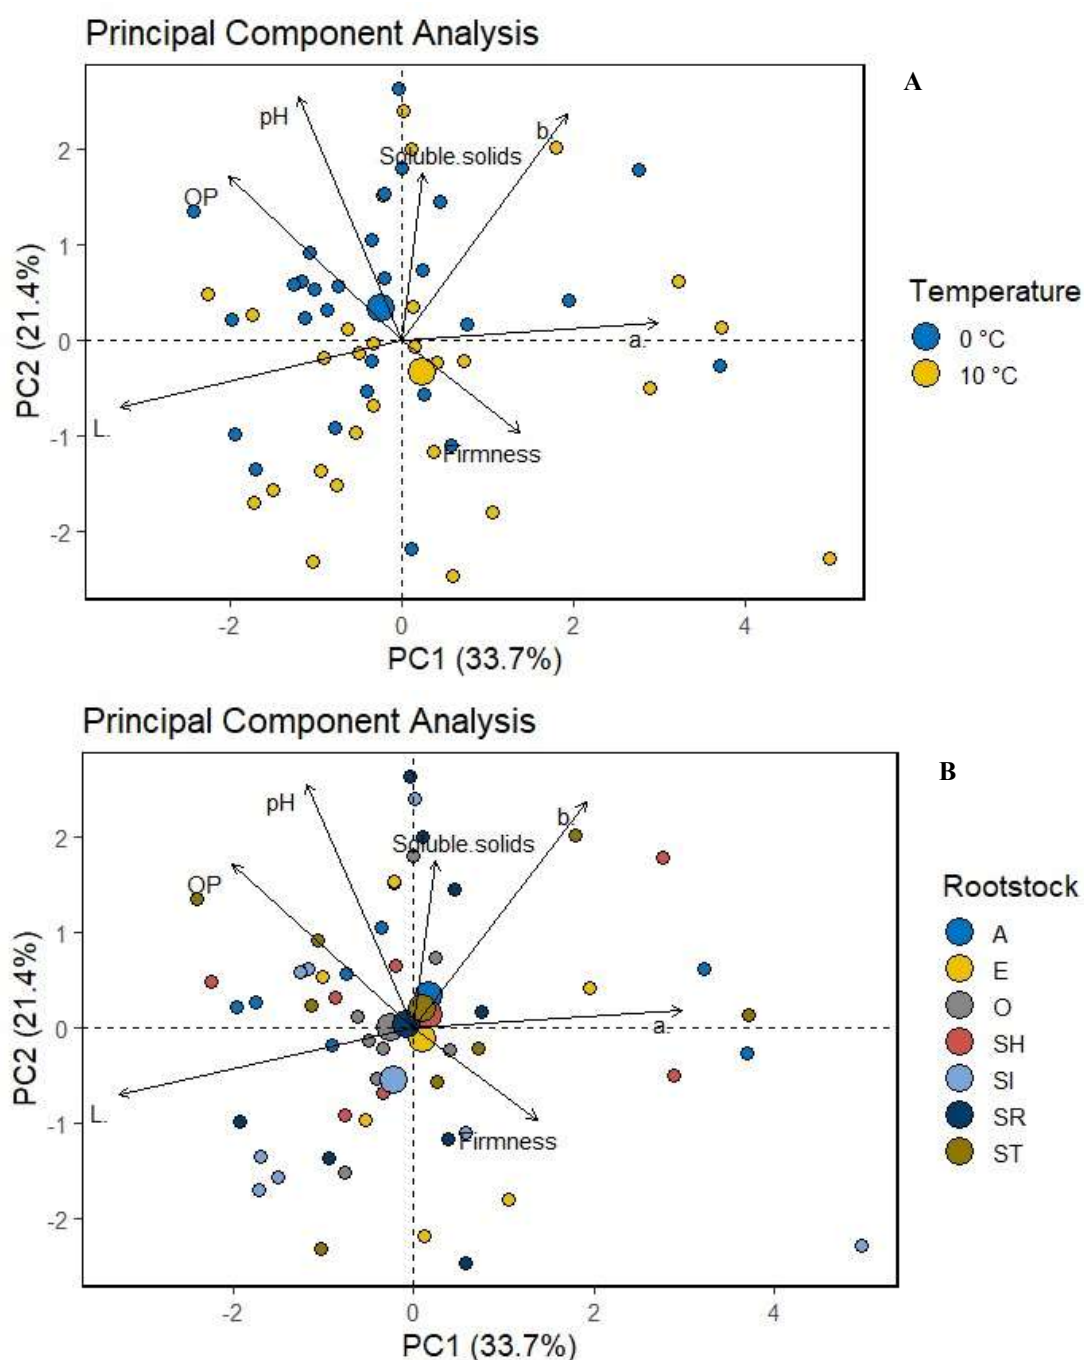 Principal Component Analysis
A
pH
b.
Soluble.solids
OP
a.
L.
Firmness
2
1
0
-1
-2
PC2 (21.4%)
-2
0
2
4
PC1 (33.7%)
Temperature
0 °C
10 °C
Principal Component Analysis
B
pH
b.
Soluble.solids
OP
a.
L.
Firmness
2
1
0
-1
-2
PC2 (21.4%)
-2
0
2
4
PC1 (33.7%)
Rootstock
A
E
O
SH
SI
SR
ST